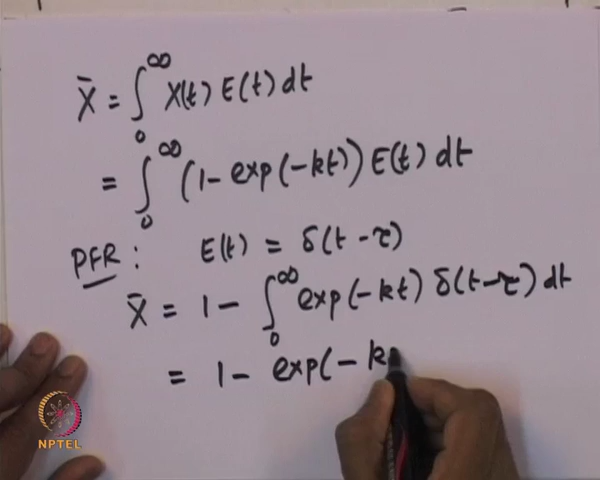 X̄ = ∫₀^∞ X(t) E(t) dt
= ∫₀^∞ (1 - exp(-kt)) E(t) dt
PFR : E(t) = δ(t - τ)
X̄ = 1 - ∫₀^∞ exp(-kt) δ(t-τ) dt
= 1 - exp(-k
NPTEL